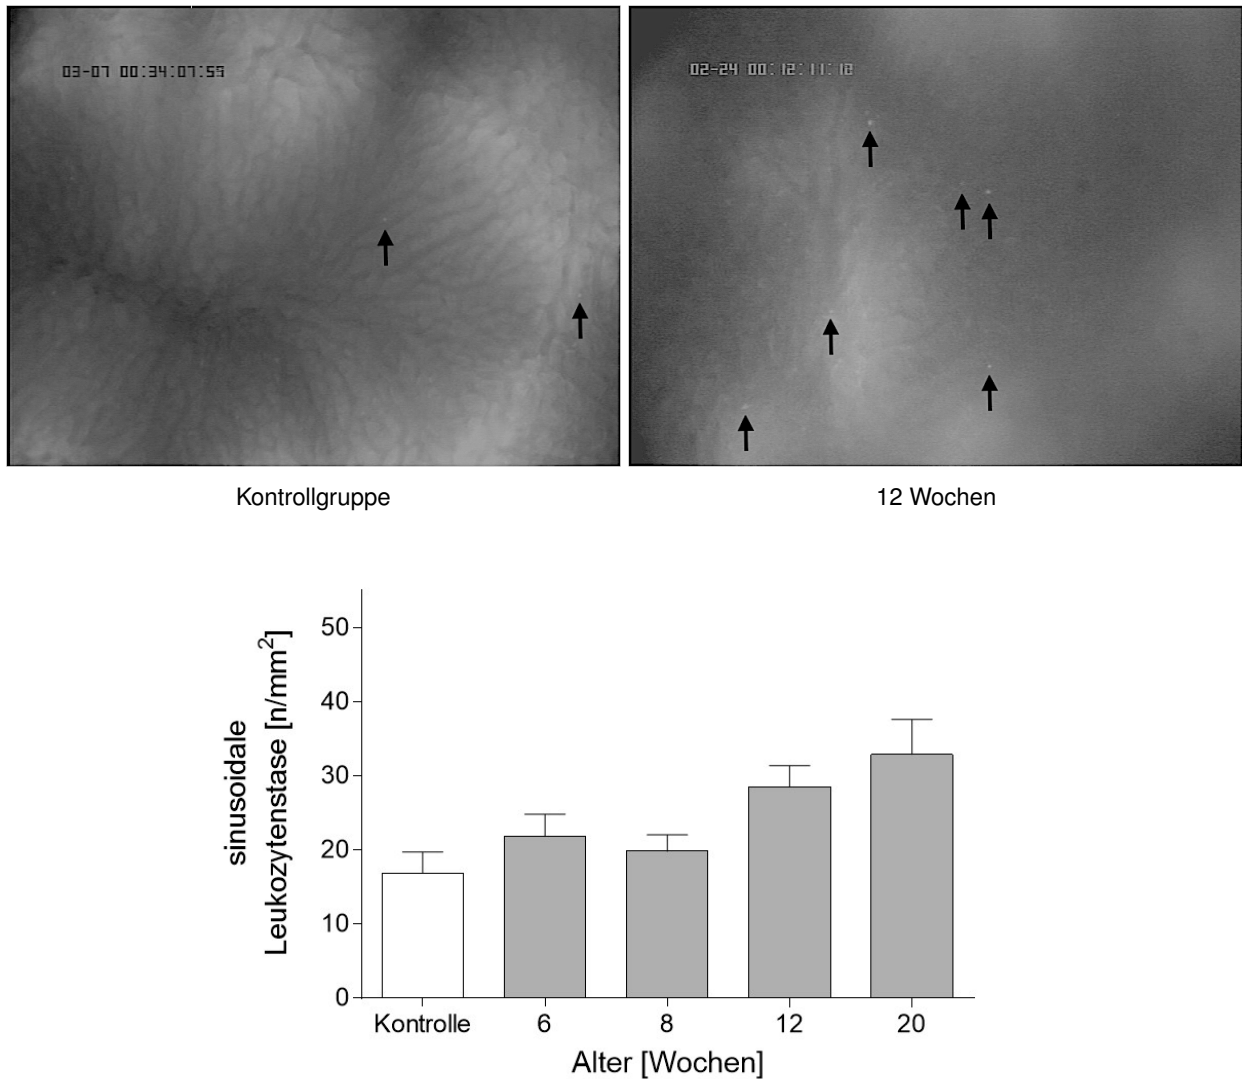 03-07 00:34:07:59
02-24 00:12:11:18
Kontrollgruppe
12 Wochen
sinusoidale
Leukozytenstase [n/mm²]
50
40
30
20
10
0
Kontrolle 6 8 12 20
Alter [Wochen]